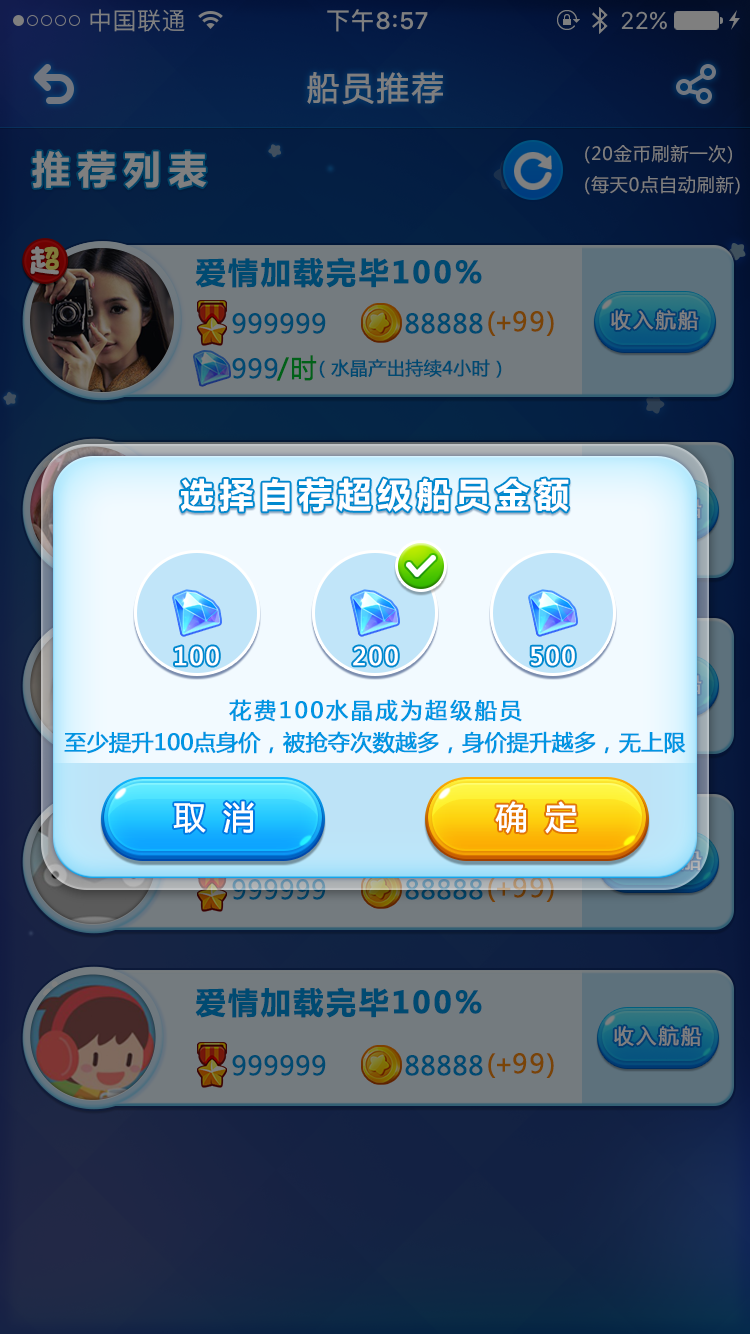 中国联通
下午8:57
22%
船员推荐
推荐列表
(20金币刷新一次)
(每天0点自动刷新)
超
爱情加载完毕100%
999999
88888(+99)
收入航船
999/时(水晶产出持续4小时)
选择自荐超级船员金额
100
200
500
花费100水晶成为超级船员
至少提升100点身价，被抢夺次数越多，身价提升越多，无上限
取消
确定
999999
88888(+99)
船
爱情加载完毕100%
999999
88888(+99)
收入航船